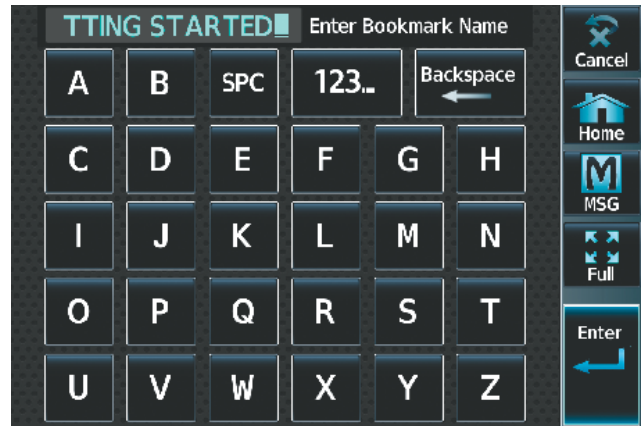 TTING STARTED Enter Bookmark Name
A B SPC 123... Backspace
C D E F G H
I J K L M N
O P Q R S T
U V W X Y Z
Cancel
Home
MSG
Full
Enter